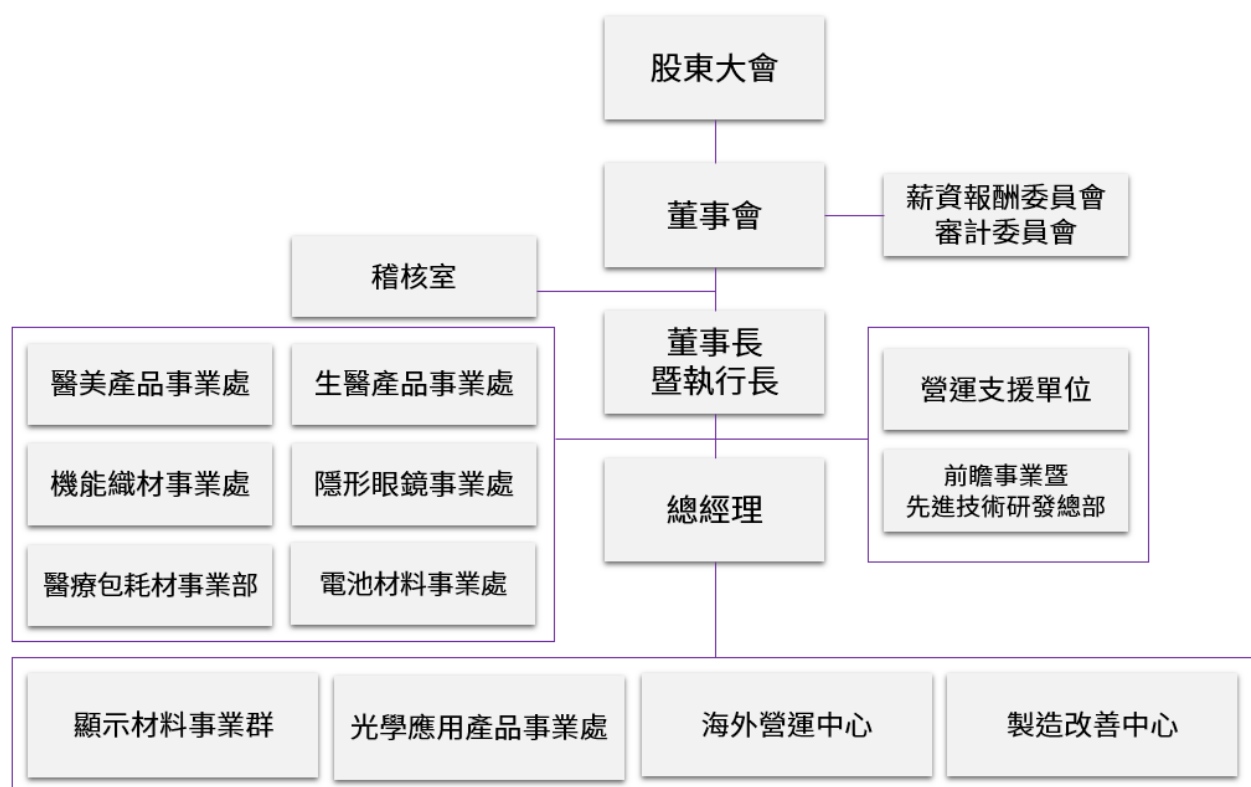 股東大會
董事會
薪資報酬委員會
審計委員會
稽核室
董事長
暨執行長
醫美產品事業處
生醫產品事業處
營運支援單位
機能織材事業處
隱形眼鏡事業處
總經理
前瞻事業暨
先進技術研發總部
醫療包耗材事業部
電池材料事業處
顯示材料事業群
光學應用產品事業處
海外營運中心
製造改善中心